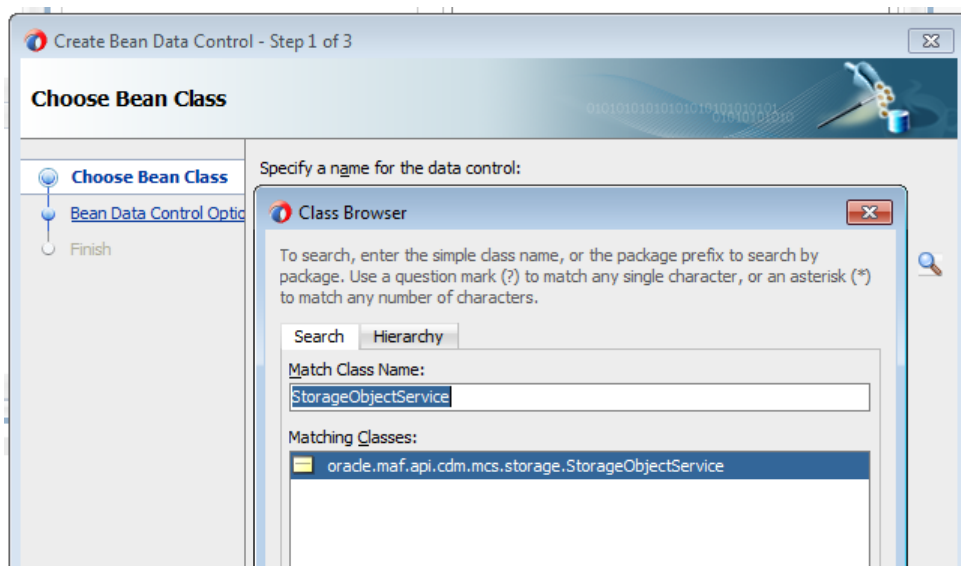 Create Bean Data Control - Step 1 of 3
Choose Bean Class
Choose Bean Class
Specify a name for the data control:
Bean Data Control Optio
Finish
Class Browser
To search, enter the simple class name, or the package prefix to search by
package. Use a question mark (?) to match any single character, or an asterisk (*)
to match any number of characters.
Search Hierarchy
Match Class Name:
StorageObjectService
Matching Classes:
oracle.maf.api.cdm.mcs.storage.StorageObjectService